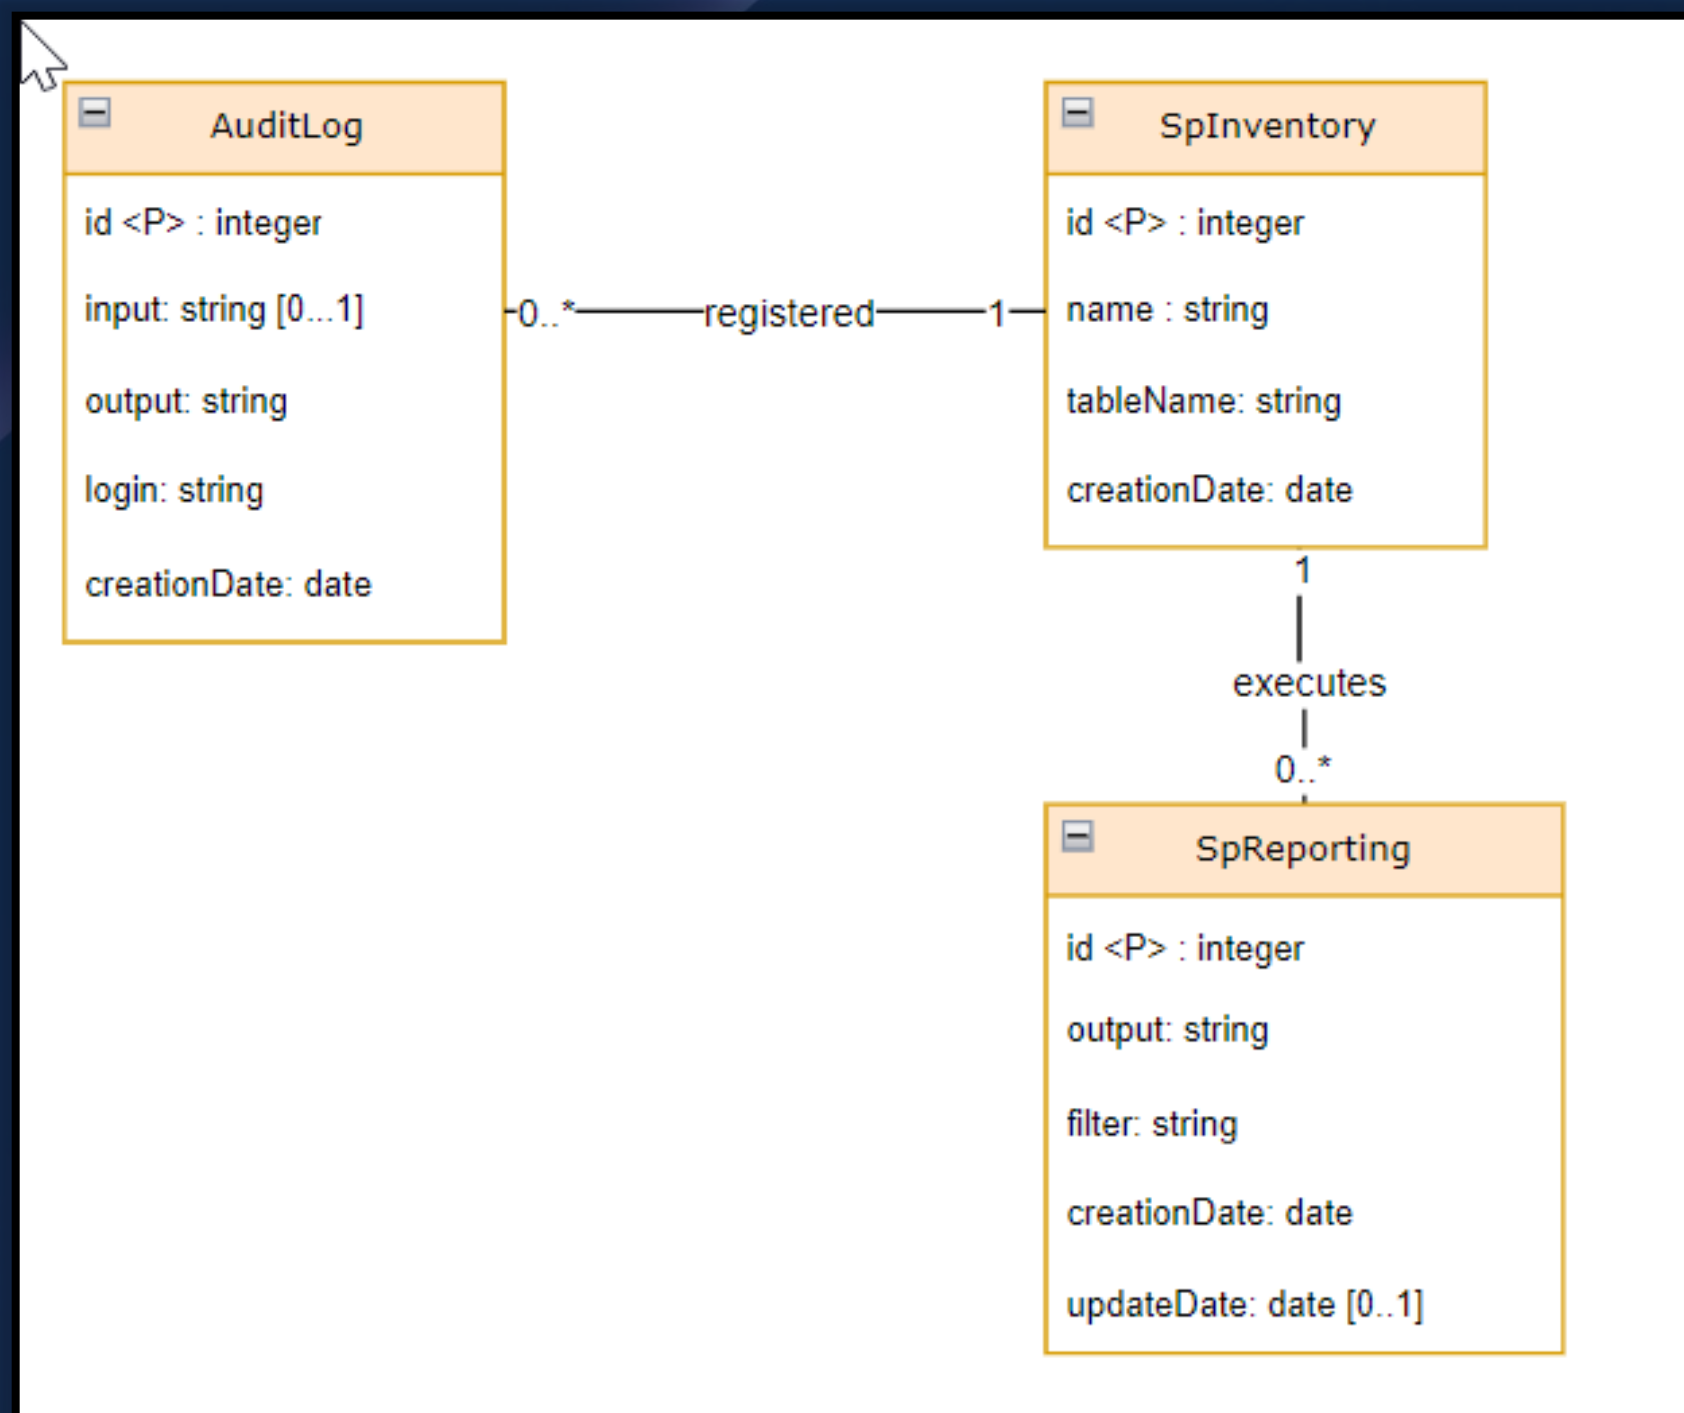 AuditLog
id <P> : integer
input: string [0...1]
output: string
login: string
creationDate: date
0..*
registered
1
SpInventory
id <P> : integer
name : string
tableName: string
creationDate: date
1
executes
0..*
SpReporting
id <P> : integer
output: string
filter: string
creationDate: date
updateDate: date [0..1]